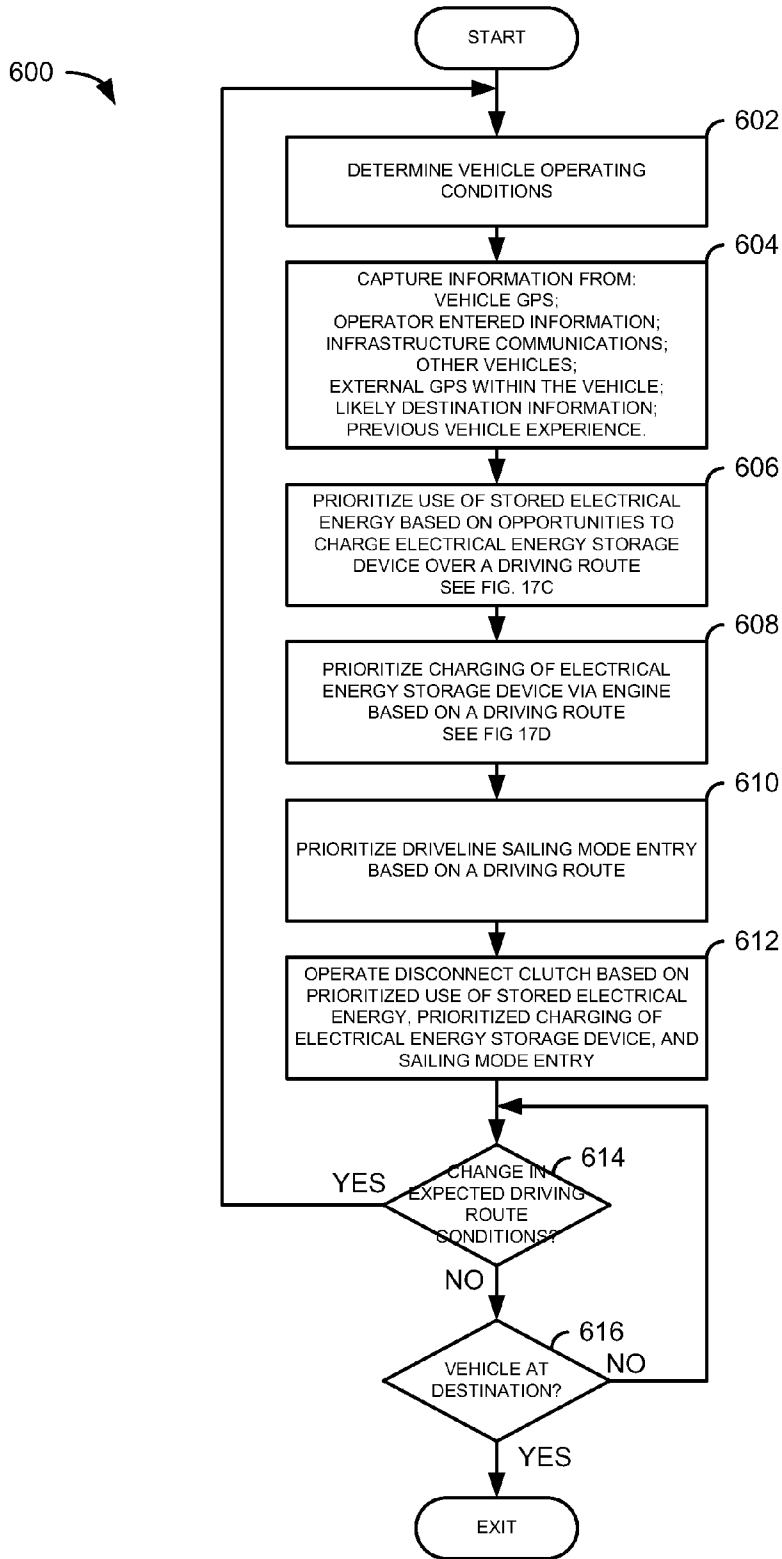 START
600
602
DETERMINE VEHICLE OPERATING
CONDITIONS
604
CAPTURE INFORMATION FROM:
VEHICLE GPS;
OPERATOR ENTERED INFORMATION;
INFRASTRUCTURE COMMUNICATIONS;
OTHER VEHICLES;
EXTERNAL GPS WITHIN THE VEHICLE;
LIKELY DESTINATION INFORMATION;
PREVIOUS VEHICLE EXPERIENCE.
606
PRIORITIZE USE OF STORED ELECTRICAL
ENERGY BASED ON OPPORTUNITIES TO
CHARGE ELECTRICAL ENERGY STORAGE
DEVICE OVER A DRIVING ROUTE
SEE FIG. 17C
608
PRIORITIZE CHARGING OF ELECTRICAL
ENERGY STORAGE DEVICE VIA ENGINE
BASED ON A DRIVING ROUTE
SEE FIG 17D
610
PRIORITIZE DRIVELINE SAILING MODE ENTRY
BASED ON A DRIVING ROUTE
612
OPERATE DISCONNECT CLUTCH BASED ON
PRIORITIZED USE OF STORED ELECTRICAL
ENERGY, PRIORITIZED CHARGING OF
ELECTRICAL ENERGY STORAGE DEVICE, AND
SAILING MODE ENTRY
614
YES
CHANGE IN
EXPECTED DRIVING
ROUTE
CONDITIONS?
NO
616
VEHICLE AT
DESTINATION?
NO
YES
EXIT